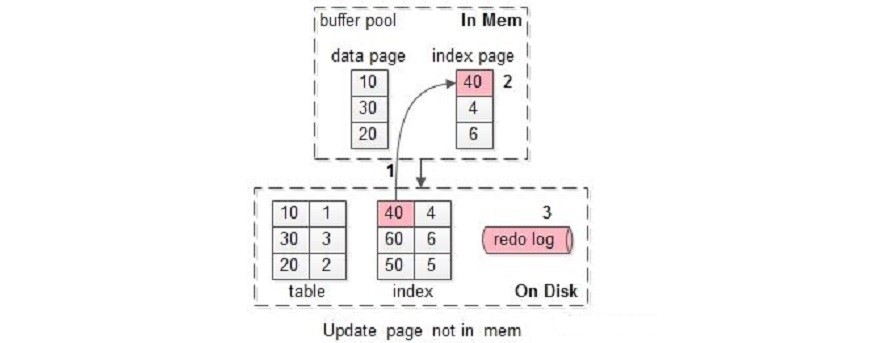 buffer pool In Mem
data page index page
10 40 2
30 4
20 6
1
3
10 1 40 4
redo log
30 3 60 6
20 2 50 5
table index On Disk
Update page not in mem